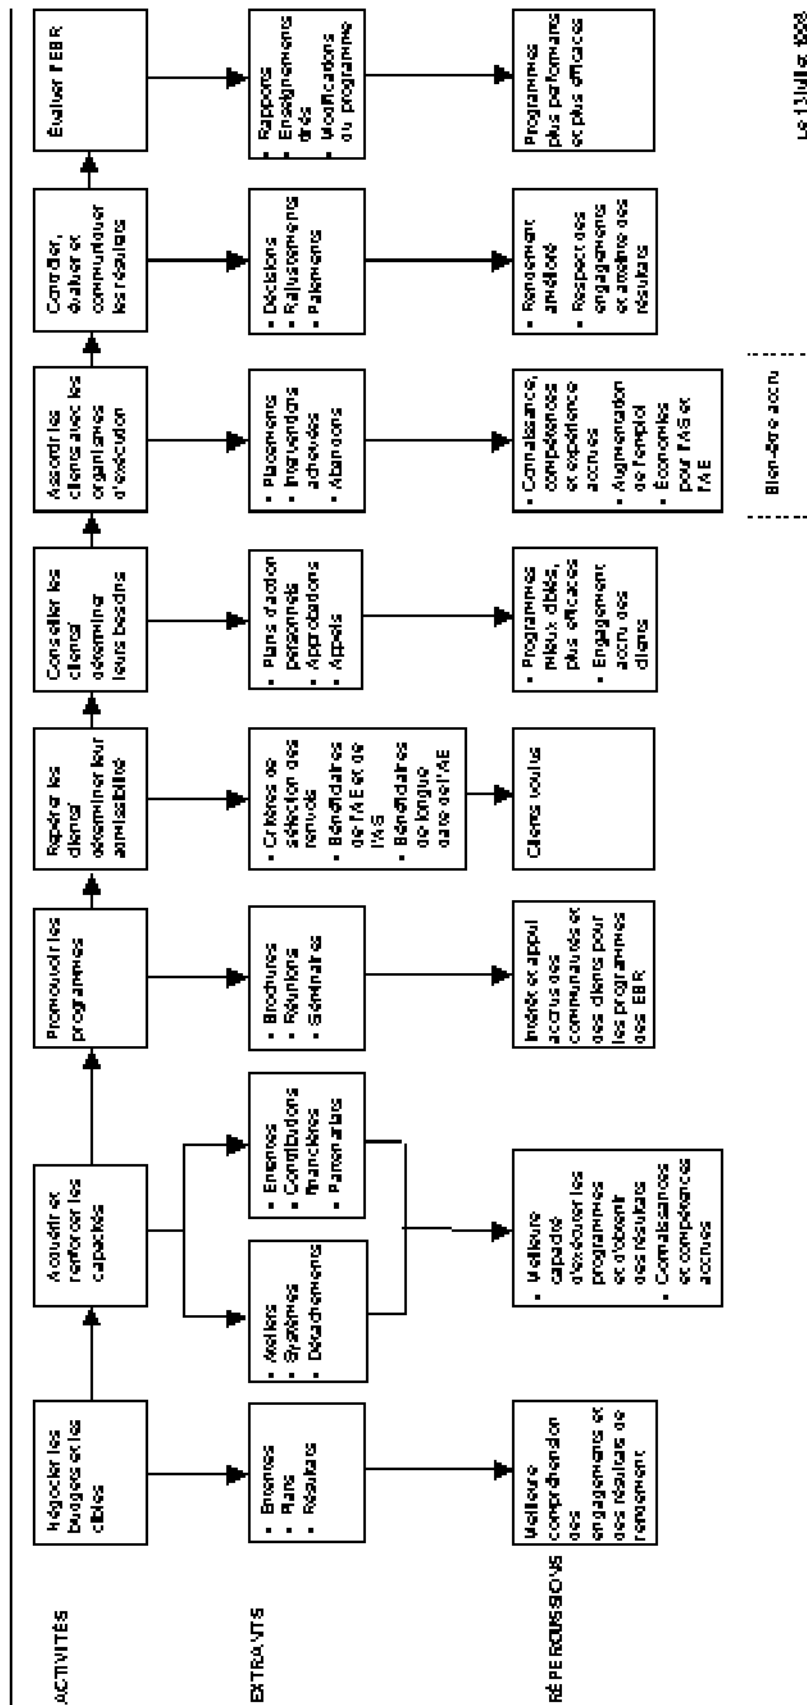 ACTIVITÉS
Négocier les
budgets et les
cibles
Acquérir et
renforcer les
capacités
Promouvoir les
programmes
Repérer les
clients/
déterminer leur
admissibilité
Conseiller les
clients/
déterminer
leurs besoins
Assortir les
clients avec les
organismes
d'exécution
Contrôler,
évaluer et
communiquer
les résultats
Évaluer l'EBR
EXTRANTS
• Ententes
• Plans
• Résultats
• Ateliers
• Systèmes
• Détachements
• Ententes
• Contributions
financières
• Partenariats
• Brochures
• Réunions
• Séminaires
• Critères de
sélection des
renvois
• Bénéficiaires
de l'AE et de
l'AS
• Bénéficiaires
de longue
date de l'AE
• Plans d'action
personnels
• Approbations
• Appels
• Placements
• Interventions
achevées
• Abandons
• Décisions
• Rajustements
• Paiements
• Rapports
• Enseignements
tirés
• Modifications
du programme
RÉPERCUSSIONS
Meilleure
compréhension
des
engagements et
des résultats de
rendement
• Meilleure
capacité
d'exécuter les
programmes
et d'obtenir
des résultats
• Connaissances
et compétences
accrues
Intérêt et appui
accrus des
communautés et
des clients pour
les programmes
des EBR
Clients voulus
• Programmes
mieux ciblés,
plus efficaces
• Engagement
accru des
clients
• Connaissance,
compétences
et expérience
accrues
• Augmentation
de l'emploi
• Économies
pour l'AS et
l'AE
• Rendement
amélioré
• Respect des
engagements
et atteinte des
résultats
Programmes
plus performants
et plus efficaces
Bien-être accru
Le 13 juillet